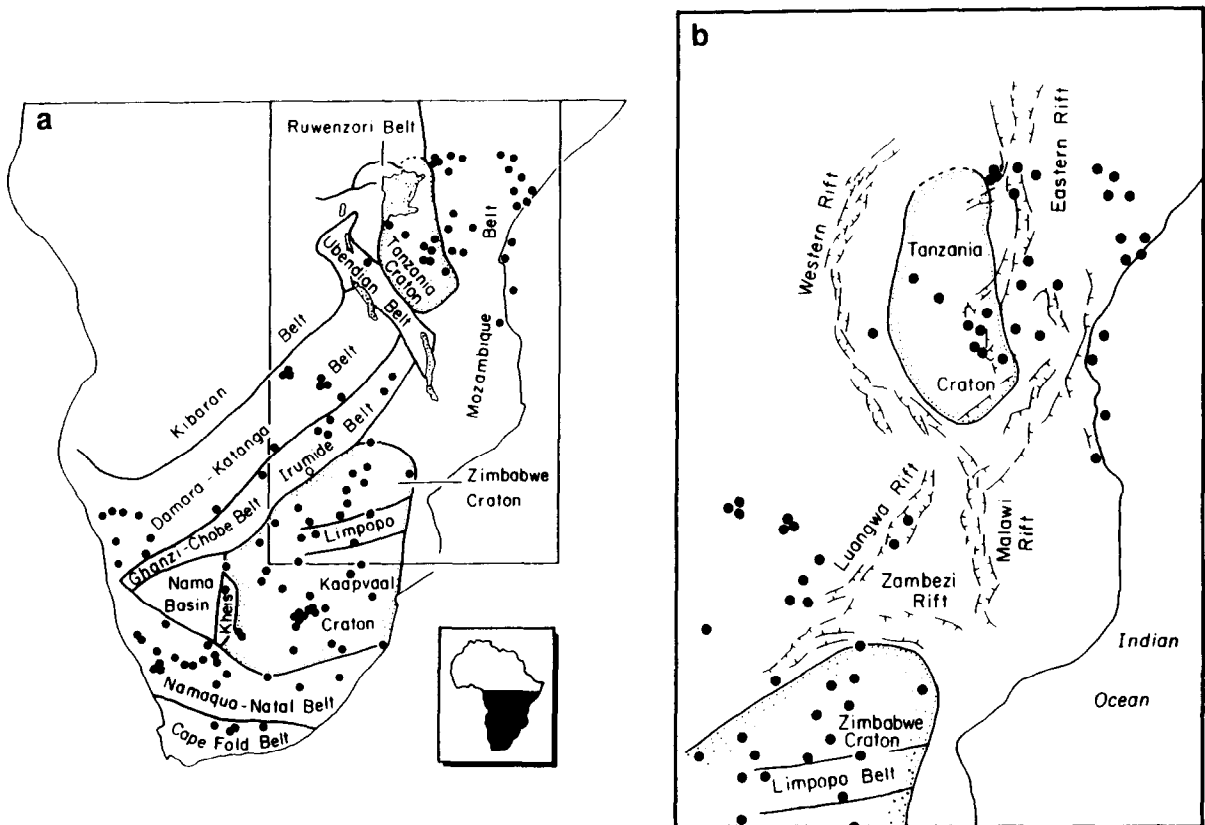 a
Ruwenzori Belt
Belt
Tanzania
Craton
Ubendian Belt
Mozambique
Kibaran Belt
Damara - Katanga Belt
Irumide Belt
Zimbabwe
Craton
Ghanzi-Chobe Belt
Limpopo
Nama
Basin
Kheis
Kaapvaal
Craton
Namaqua-Natal Belt
Cape Fold Belt
b
Western Rift
Eastern Rift
Tanzania
Craton
Luangwa Rift
Malawi
Rift
Zambezi
Rift
Indian
Ocean
Zimbabwe
Craton
Limpopo Belt